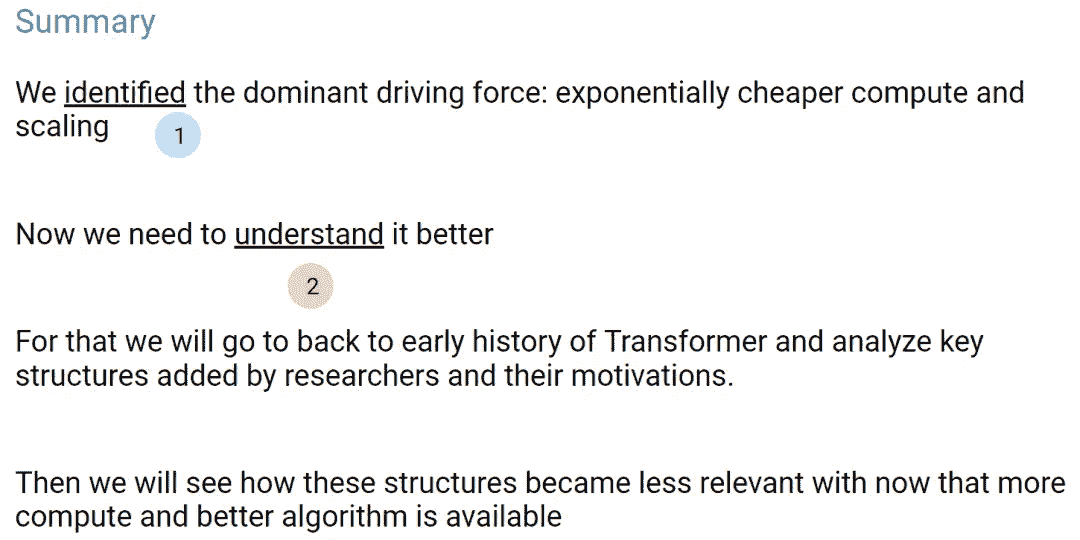 Summary
We identified the dominant driving force: exponentially cheaper compute and
scaling
1
Now we need to understand it better
2
For that we will go to back to early history of Transformer and analyze key
structures added by researchers and their motivations.
Then we will see how these structures became less relevant with now that more
compute and better algorithm is available